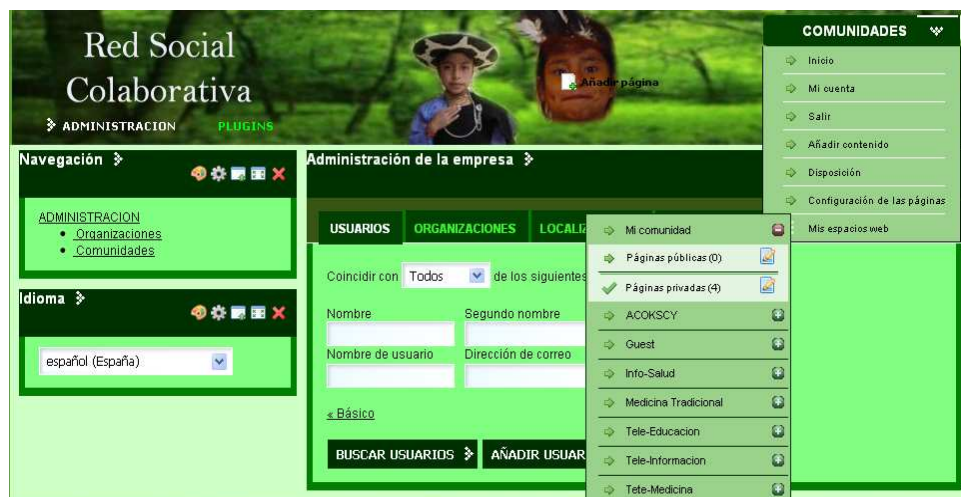 Red Social
Colaborativa
ADMINISTRACION PLUGINS
Añadir página
COMUNIDADES
Inicio
Mi cuenta
Salir
Añadir contenido
Disposición
Configuración de las páginas
Mis espacios web
Navegación
ADMINISTRACION
Organizaciones
Comunidades
Idioma
español (España)
Administración de la empresa
USUARIOS ORGANIZACIONES
Coincidir con Todos de los siguientes
Nombre Segundo nombre
Nombre de usuario Dirección de correo
« Básico
BUSCAR USUARIOS AÑADIR USUAR
Mi comunidad
Páginas públicas (0)
Páginas privadas (4)
ACOKSCY
Guest
Info-Salud
Medicina Tradicional
Tele-Educacion
Tele-Informacion
Tete-Medicina